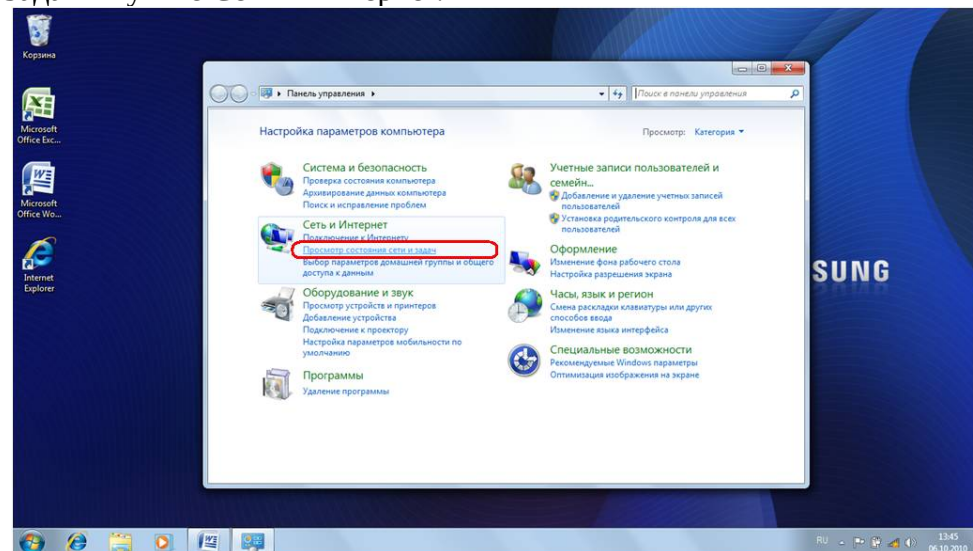 Корзина
Microsoft
Office Exc...
Microsoft
Office Wo...
Internet
Explorer
Панель управления
Поиск в панели управления
Настройка параметров компьютера
Просмотр: Категория
Система и безопасность
Проверка состояния компьютера
Архивирование данных компьютера
Поиск и исправление проблем
Сеть и Интернет
Подключение к Интернету
Просмотр состояния сети и задач
Выбор параметров домашней группы и общего
доступа к данным
Оборудование и звук
Просмотр устройств и принтеров
Добавление устройства
Подключение к проектору
Настройка параметров мобильности по
умолчанию
Программы
Удаление программы
Учетные записи пользователей и
семейн...
Добавление и удаление учетных записей
пользователей
Установка родительского контроля для всех
пользователей
Оформление
Изменение фона рабочего стола
Настройка разрешения экрана
Часы, язык и регион
Смена раскладки клавиатуры или других
способов ввода
Изменение языка интерфейса
Специальные возможности
Рекомендуемые Windows параметры
Оптимизация изображения на экране
SUNG
RU
13:45
06.10.2010